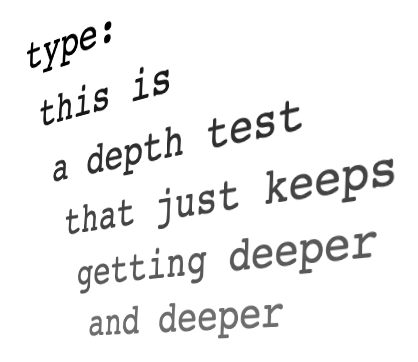 type:
this is
a depth test
that just keeps
getting deeper
and deeper